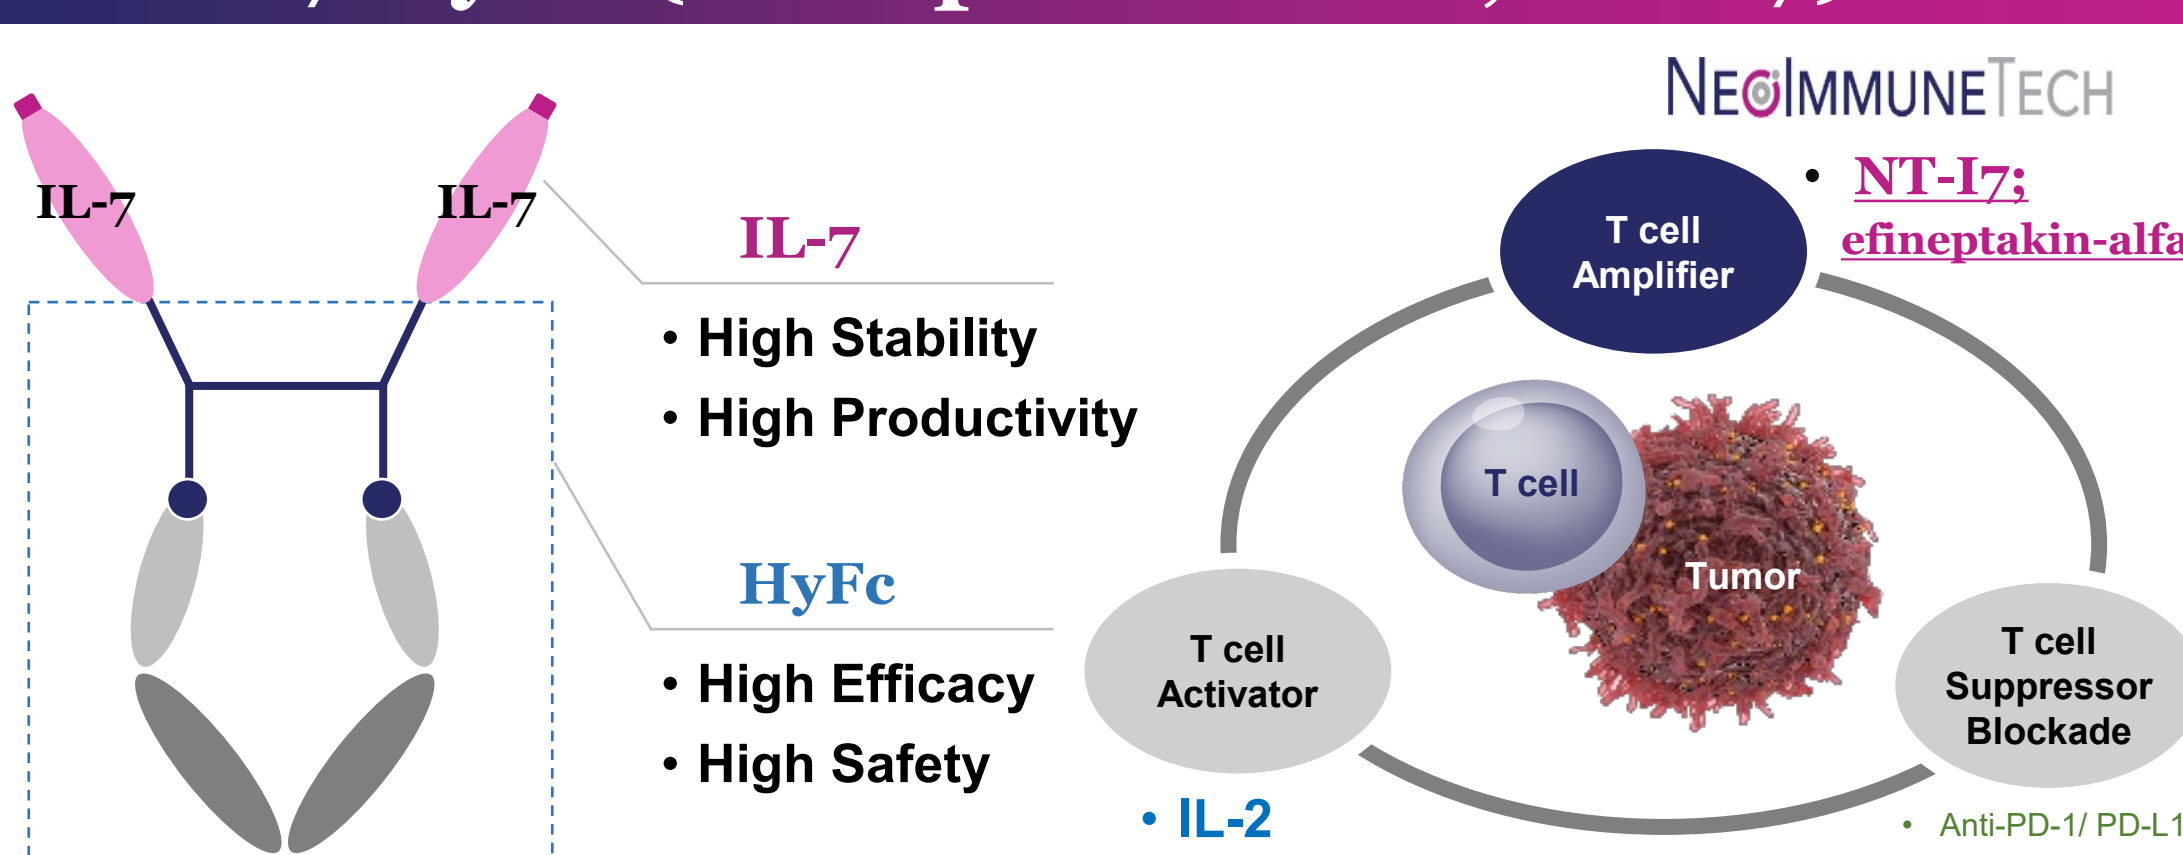 NEOIMMUNETECH
IL-7
IL-7
IL-7
• High Stability
• High Productivity
HyFc
• High Efficacy
• High Safety
• NT-I7;
efineptakin-alfa
T cell
Amplifier
T cell
Tumor
T cell
Activator
• IL-2
T cell
Suppressor
Blockade
• Anti-PD-1/ PD-L1